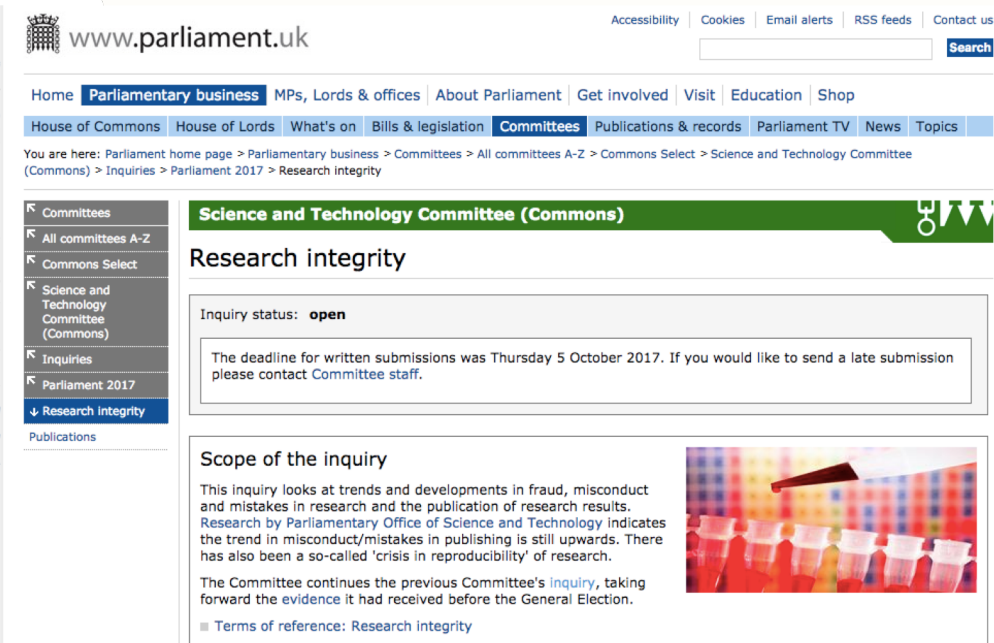 www.parliament.uk
Accessibility Cookies Email alerts RSS feeds Contact us
Search
Home Parliamentary business MPs, Lords & offices About Parliament Get involved Visit Education Shop
House of Commons House of Lords What's on Bills & legislation Committees Publications & records Parliament TV News Topics
You are here: Parliament home page > Parliamentary business > Committees > All committees A-Z > Commons Select > Science and Technology Committee
(Commons) > Inquiries > Parliament 2017 > Research integrity
Committees
All committees A-Z
Commons Select
Science and
Technology
Committee
(Commons)
Inquiries
Parliament 2017
Research integrity
Publications
Science and Technology Committee (Commons)
Research integrity
Inquiry status: open
The deadline for written submissions was Thursday 5 October 2017. If you would like to send a late submission
please contact Committee staff.
Scope of the inquiry
This inquiry looks at trends and developments in fraud, misconduct
and mistakes in research and the publication of research results.
Research by Parliamentary Office of Science and Technology indicates
the trend in misconduct/mistakes in publishing is still upwards. There
has also been a so-called 'crisis in reproducibility' of research.
The Committee continues the previous Committee's inquiry, taking
forward the evidence it had received before the General Election.
Terms of reference: Research integrity